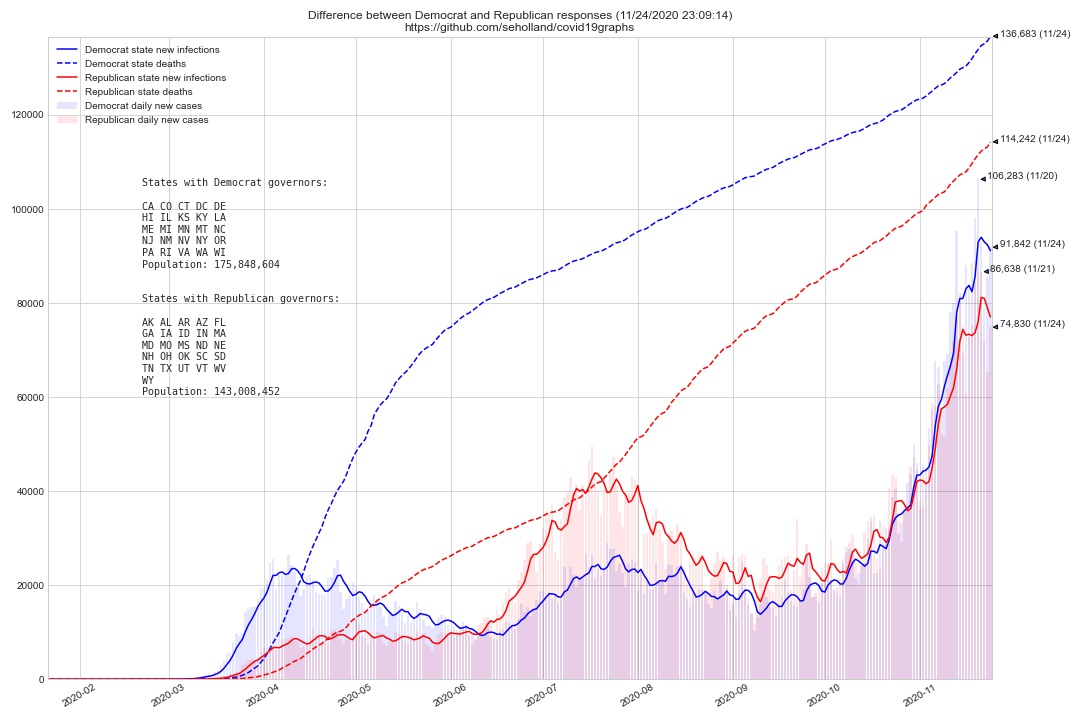 Difference between Democrat and Republican responses (11/24/2020 23:09:14)
https://github.com/seholland/covid19graphs
Democrat state new infections
Democrat state deaths
Republican state new infections
Republican state deaths
Democrat daily new cases
Republican daily new cases
States with Democrat governors:
CA CO CT DC DE
HI IL KS KY LA
ME MI MN MT NC
NJ NM NV NY OR
PA RI VA WA WI
Population: 175,848,604
States with Republican governors:
AK AL AR AZ FL
GA IA ID IN MA
MD MO MS ND NE
NH OH OK SC SD
TN TX UT VT WV
WY
Population: 143,008,452
136,683 (11/24)
114,242 (11/24)
106,283 (11/20)
91,842 (11/24)
86,638 (11/21)
74,830 (11/24)
120000
100000
80000
60000
40000
20000
0
2020-02
2020-03
2020-04
2020-05
2020-06
2020-07
2020-08
2020-09
2020-10
2020-11